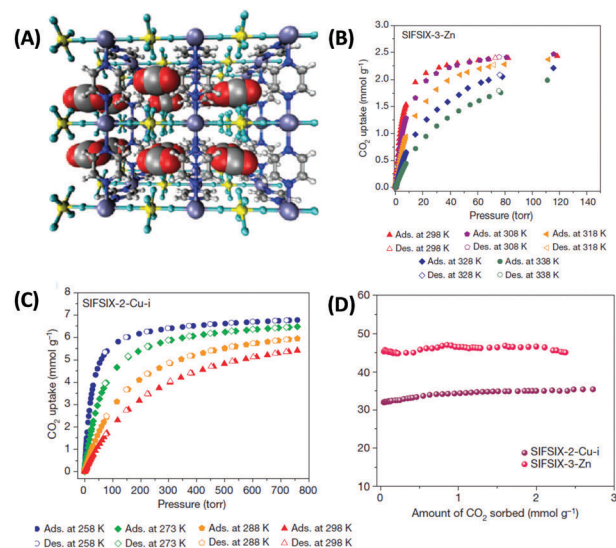 (A)
(B)
SIFSIX-3-Zn
CO₂ uptake (mmol g⁻¹)
3.0
2.5
2.0
1.5
1.0
0.5
0.0
0 20 40 60 80 100 120 140
Pressure (torr)
Ads. at 298 K Ads. at 308 K Ads. at 318 K
Des. at 298 K Des. at 308 K Des. at 318 K
Ads. at 328 K Ads. at 338 K
Des. at 328 K Des. at 338 K
(C)
SIFSIX-2-Cu-i
CO₂ uptake (mmol g⁻¹)
8
7
6
5
4
3
2
1
0
0 100 200 300 400 500 600 700 800
Pressure (torr)
Ads. at 258 K Ads. at 273 K Ads. at 288 K Ads. at 298 K
Des. at 258 K Des. at 273 K Des. at 288 K Des. at 298 K
(D)
60
50
40
30
20
10
SIFSIX-2-Cu-i
SIFSIX-3-Zn
0 1 2 3
Amount of CO₂ sorbed (mmol g⁻¹)